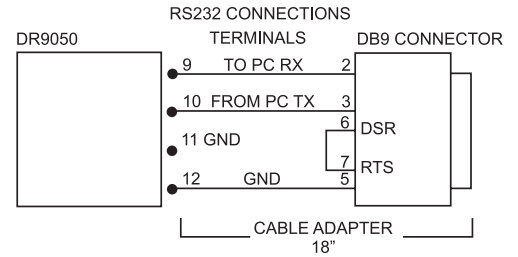 RS232 CONNECTIONS
DR9050 TERMINALS DB9 CONNECTOR
9 TO PC RX 2
10 FROM PC TX 3
6 DSR
11 GND
7 RTS
12 GND 5
CABLE ADAPTER
18”